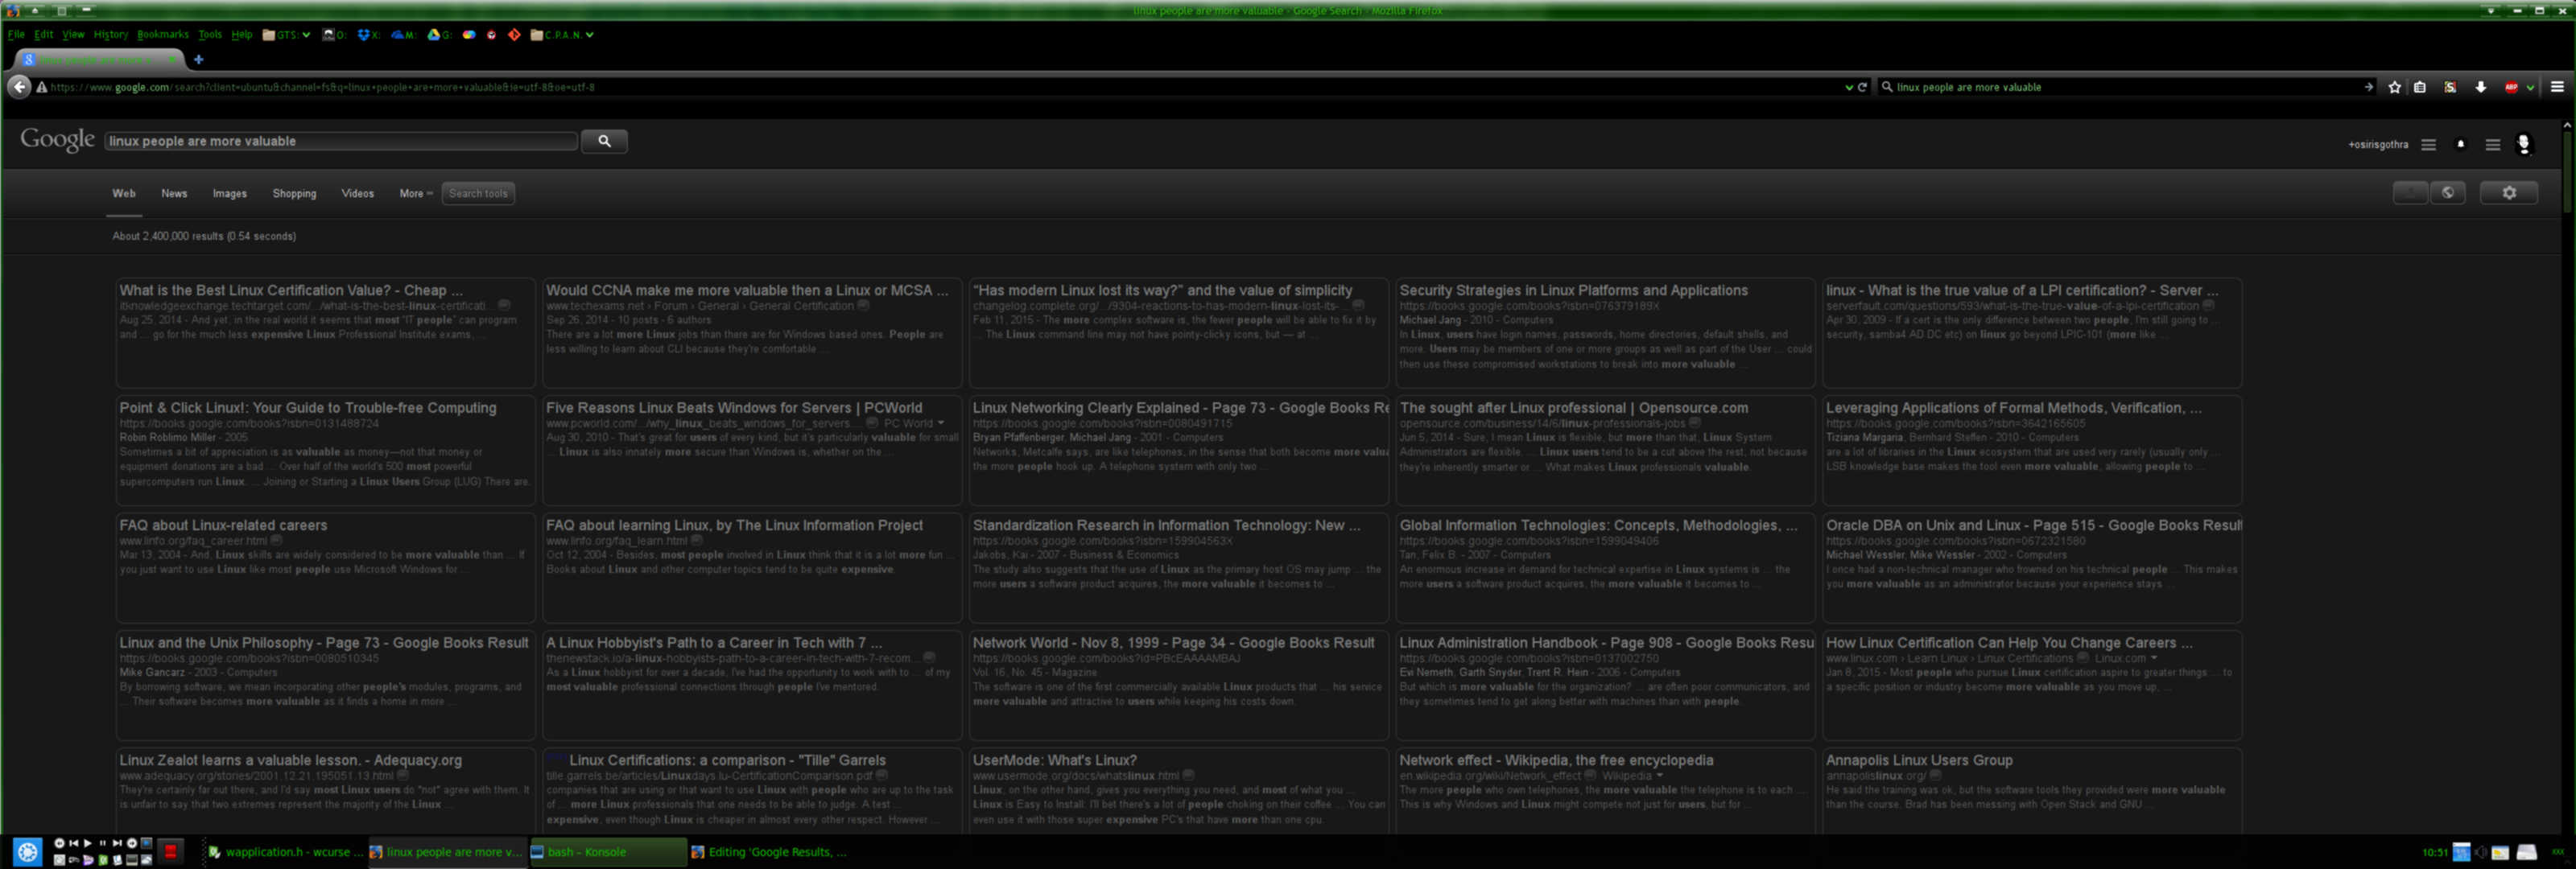 linux people are more valuable - Google Search - Mozilla Firefox
File Edit View History Bookmarks Tools Help GTS: O: X: M: G: C.P.A.N.
https://www.google.com/search?client=ubuntu&channel=fs&q=linux+people+are+more+valuable&ie=utf-8&oe=utf-8
linux people are more valuable
ABP
Google
linux people are more valuable
+osirisgothra
Web News Images Shopping Videos More Search tools
About 2,400,000 results (0.54 seconds)
What is the Best Linux Certification Value? - Cheap ...
itknowledgeexchange.techtarget.com/.../what-is-the-best-linux-certificati...
Aug 25, 2014 - And yet, in the real world it seems that most "IT people" can program
and ... go for the much less expensive Linux Professional Institute exams, ...
Would CCNA make me more valuable then a Linux or MCSA ...
www.techexams.net › Forum › General › General Certification
Sep 26, 2014 - 10 posts - 6 authors
There are a lot more Linux jobs than there are for Windows based ones. People are
less willing to learn about CLI because they're comfortable ...
"Has modern Linux lost its way?" and the value of simplicity
changelog.complete.org/.../9304-reactions-to-has-modern-linux-lost-its-...
Feb 11, 2015 - The more complex software is, the fewer people will be able to fix it by
... The Linux command line may not have pointy-clicky icons, but — at ...
Security Strategies in Linux Platforms and Applications
https://books.google.com/books?isbn=076379189X
Michael Jang - 2010 - Computers
In Linux, users have login names, passwords, home directories, default shells, and
more. Users may be members of one or more groups as well as part of the User ... could
then use these compromised workstations to break into more valuable ...
linux - What is the true value of a LPI certification? - Server ...
serverfault.com/questions/593/what-is-the-true-value-of-a-lpi-certification
Apr 30, 2009 - If a cert is the only difference between two people, I'm still going to ...
security, samba4 AD DC etc) on linux go beyond LPIC-101 (more like ...
Point & Click Linux!: Your Guide to Trouble-free Computing
https://books.google.com/books?isbn=0131488724
Robin Roblimo Miller - 2005
Sometimes a bit of appreciation is as valuable as money—not that money or
equipment donations are a bad ...: Over half of the world's 500 most powerful
supercomputers run Linux. ... Joining or Starting a Linux Users Group (LUG) There are.
Five Reasons Linux Beats Windows for Servers | PCWorld
www.pcworld.com/.../why_linux_beats_windows_for_servers.... PC World
Aug 30, 2010 - That's great for users of every kind, but it's particularly valuable for small
... Linux is also innately more secure than Windows is, whether on the ...
Linux Networking Clearly Explained - Page 73 - Google Books Re
https://books.google.com/books?isbn=0080491715
Bryan Pfaffenberger, Michael Jang - 2001 - Computers
Networks, Metcalfe says, are like telephones, in the sense that both become more valua
the more people hook up. A telephone system with only two ...
The sought after Linux professional | Opensource.com
opensource.com/business/14/6/linux-professionals-jobs
Jun 5, 2014 - Sure, I mean Linux is flexible, but more than that, Linux System
Administrators are flexible. ... Linux users tend to be a cut above the rest; not because
they're inherently smarter or ... What makes Linux professionals valuable.
Leveraging Applications of Formal Methods, Verification, ...
https://books.google.com/books?isbn=3642165605
Tiziana Margaria, Bernhard Steffen - 2010 - Computers
are a lot of libraries in the Linux ecosystem that are used very rarely (usually only ...
LSB knowledge base makes the tool even more valuable, allowing people to ...
FAQ about Linux-related careers
www.linfo.org/faq_career.html
Mar 13, 2004 - And, Linux skills are widely considered to be more valuable than ... If
you just want to use Linux like most people use Microsoft Windows for ...
FAQ about learning Linux, by The Linux Information Project
www.linfo.org/faq_learn.html
Oct 12, 2004 - Besides, most people involved in Linux think that it is a lot more fun ...
Books about Linux and other computer topics tend to be quite expensive.
Standardization Research in Information Technology: New ...
https://books.google.com/books?isbn=159904563X
Jakobs, Kai - 2007 - Business & Economics
The study also suggests that the use of Linux as the primary host OS may jump ... the
more users a software product acquires, the more valuable it becomes to ...
Global Information Technologies: Concepts, Methodologies, ...
https://books.google.com/books?isbn=1599049406
Tan, Felix B. - 2007 - Computers
An enormous increase in demand for technical expertise in Linux systems is ... the
more users a software product acquires, the more valuable it becomes to ...
Oracle DBA on Unix and Linux - Page 515 - Google Books Result
https://books.google.com/books?isbn=0672321580
Michael Wessler, Mike Wessler - 2002 - Computers
I once had a non-technical manager who frowned on his technical people ... This makes
you more valuable as an administrator because your experience stays ...
Linux and the Unix Philosophy - Page 73 - Google Books Result
https://books.google.com/books?isbn=0080510345
Mike Gancarz - 2003 - Computers
By borrowing software, we mean incorporating other people's modules, programs, and
... Their software becomes more valuable as it finds a home in more ...
A Linux Hobbyist's Path to a Career in Tech with 7 ...
thenewstack.io/a-linux-hobbyists-path-to-a-career-in-tech-with-7-recom...
As a Linux hobbyist for over a decade, I've had the opportunity to work with to ... of my
most valuable professional connections through people I've mentored.
Network World - Nov 8, 1999 - Page 34 - Google Books Result
https://books.google.com/books?id=PBcEAAAAMBAJ
Vol. 16, No. 45 - Magazine
The software is one of the first commercially available Linux products that ... his service
more valuable and attractive to users while keeping his costs down.
Linux Administration Handbook - Page 908 - Google Books Resu
https://books.google.com/books?isbn=0137002750
Evi Nemeth, Garth Snyder, Trent R. Hein - 2006 - Computers
But which is more valuable for the organization? ... are often poor communicators, and
they sometimes tend to get along better with machines than with people.
How Linux Certification Can Help You Change Careers ...
www.linux.com › Learn Linux › Linux Certifications Linux.com
Jan 6, 2015 - Most people who pursue Linux certification aspire to greater things: ... to
a specific position or industry become more valuable as you move up, ...
Linux Zealot learns a valuable lesson. - Adequacy.org
www.adequacy.org/stories/2001.12.21.195051.13.html
They're certainly far out there, and I'd say most Linux users do *not* agree with them. It
is unfair to say that two extremes represent the majority of the Linux ...
Linux Certifications: a comparison - "Tille" Garrels
tille.garrels.be/articles/Linuxdays.lu-CertificationComparison.pdf
companies that are using or that want to use Linux with people who are up to the task
of ... more Linux professionals that one needs to be able to judge. A test ...
expensive, even though Linux is cheaper in almost every other respect. However ...
UserMode: What's Linux?
www.usermode.org/docs/whatslinux.html
Linux, on the other hand, gives you everything you need, and most of what you ...
Linux is Easy to Install: I'll bet there's a lot of people choking on their coffee ... You can
even use it with those super expensive PC's that have more than one cpu.
Network effect - Wikipedia, the free encyclopedia
en.wikipedia.org/wiki/Network_effect Wikipedia
The more people who own telephones, the more valuable the telephone is to each ...
This is why Windows and Linux might compete not just for users, but for ...
Annapolis Linux Users Group
annapolislinux.org/
He said the training was ok, but the software tools they provided were more valuable
than the course. Brad has been messing with Open Stack and GNU ...
wapplication.h - wcurse ... linux people are more v... bash - Konsole Editing 'Google Results, ...
10:51
xxx